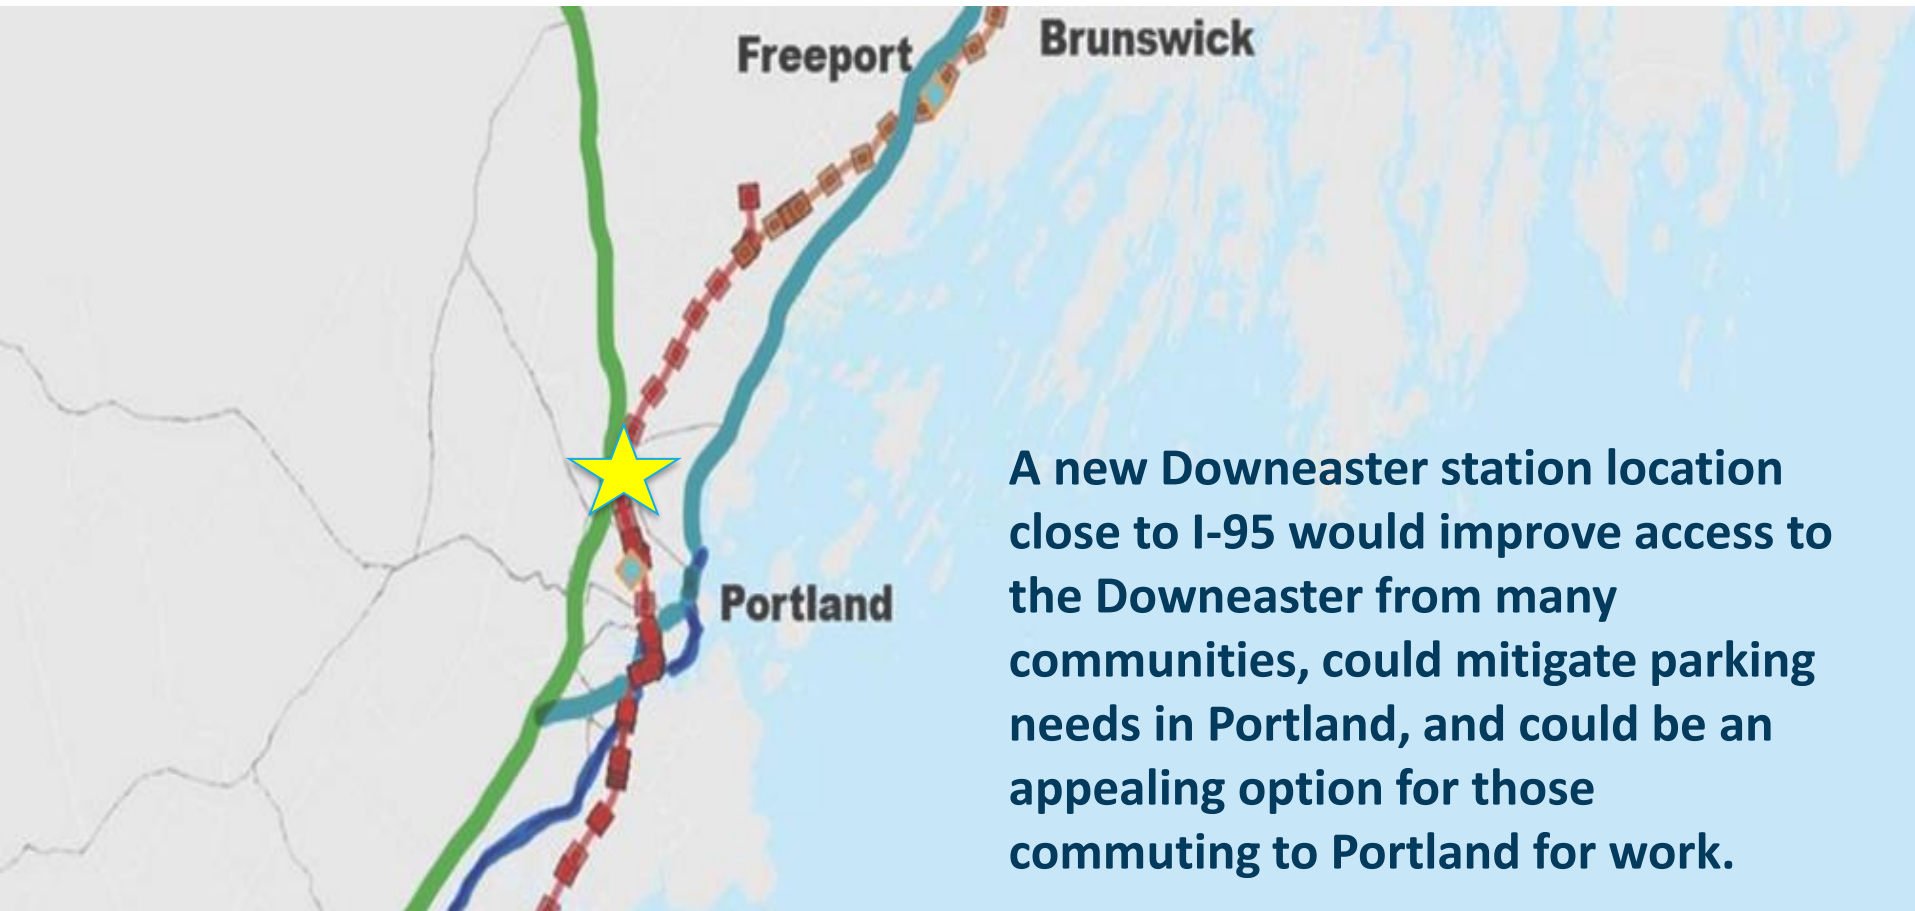 Freeport
Brunswick
Portland
A new Downeaster station location
close to I-95 would improve access to
the Downeaster from many
communities, could mitigate parking
needs in Portland, and could be an
appealing option for those
commuting to Portland for work.